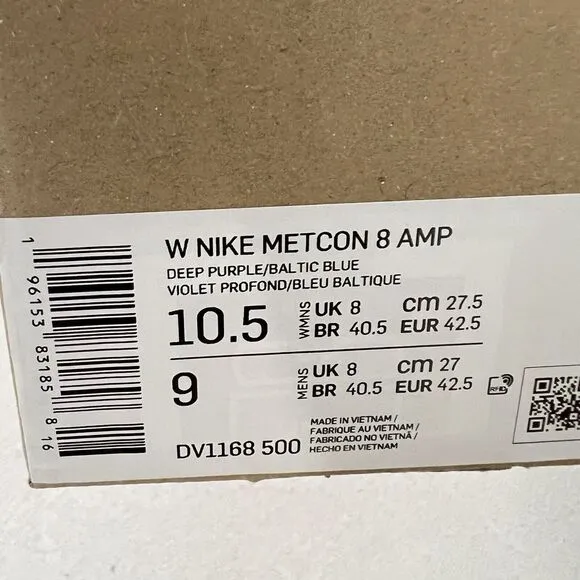 W NIKE METCON 8 AMP
DEEP PURPLE/BALTIC BLUE
VIOLET PROFOND/BLEU BALTIQUE
10.5 WMNS UK 8 cm 27.5
BR 40.5 EUR 42.5
9 MENS UK 8 cm 27
BR 40.5 EUR 42.5
RFID
DV1168 500
MADE IN VIETNAM /
FABRIQUE AU VIETNAM /
FABRICADO NO VIETNÃ /
HECHO EN VIETNAM
1 96153 83185 8 16